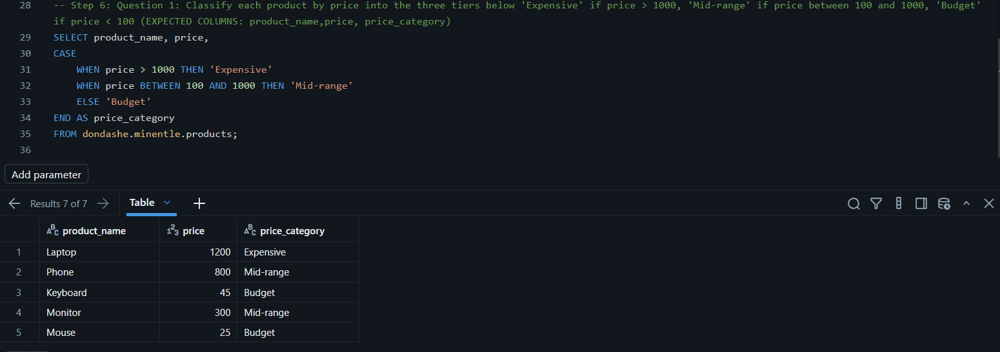 28 -- Step 6: Question 1: Classify each product by price into the three tiers below 'Expensive' if price > 1000, 'Mid-range' if price between 100 and 1000, 'Budget'
if price < 100 (EXPECTED COLUMNS: product_name,price, price_category)
29 SELECT product_name, price,
30 CASE
31 WHEN price > 1000 THEN 'Expensive'
32 WHEN price BETWEEN 100 AND 1000 THEN 'Mid-range'
33 ELSE 'Budget'
34 END AS price_category
35 FROM dondashe.minentle.products;
36
Add parameter
Results 7 of 7 Table
ABC product_name 123 price ABC price_category
1 Laptop 1200 Expensive
2 Phone 800 Mid-range
3 Keyboard 45 Budget
4 Monitor 300 Mid-range
5 Mouse 25 Budget